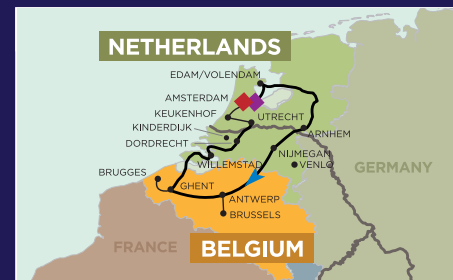 NETHERLANDS
EDAM/VOLENDAM
AMSTERDAM
KEUKENHOF
UTRECHT
KINDERDIJK
ARNHEM
DORDRECHT
NIJMEGAN
WILLEMSTAD
VENLO
GERMANY
BRUGGES
GHENT
ANTWERP
BRUSSELS
FRANCE
BELGIUM